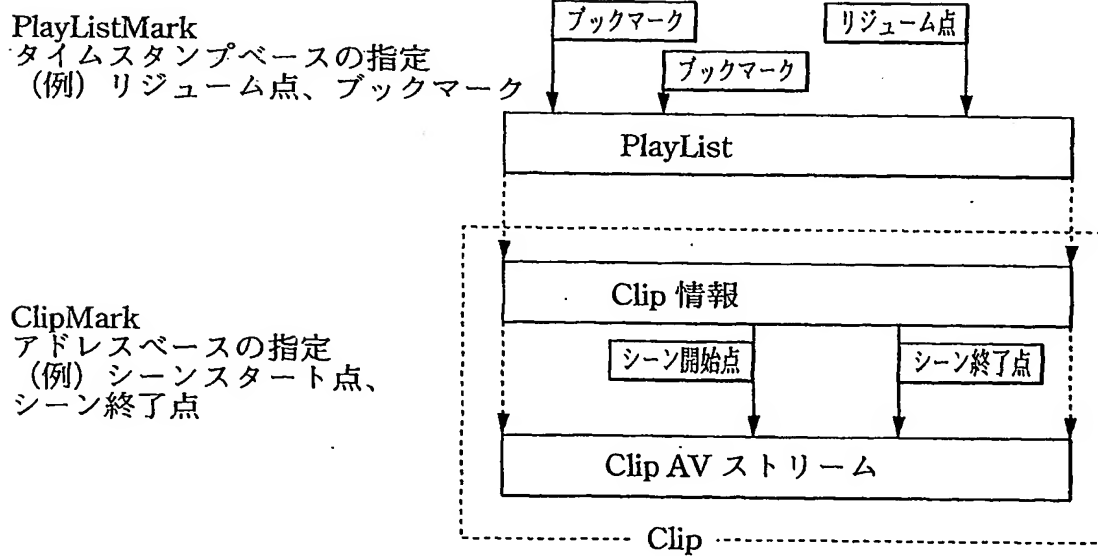 PlayListMark
タイムスタンプベースの指定
（例）リジューム点、ブックマーク
ブックマーク
リジューム点
ブックマーク
PlayList
Clip 情報
ClipMark
アドレスベースの指定
（例）シーンスタート点、
シーン終了点
シーン開始点
シーン終了点
Clip AV ストリーム
Clip